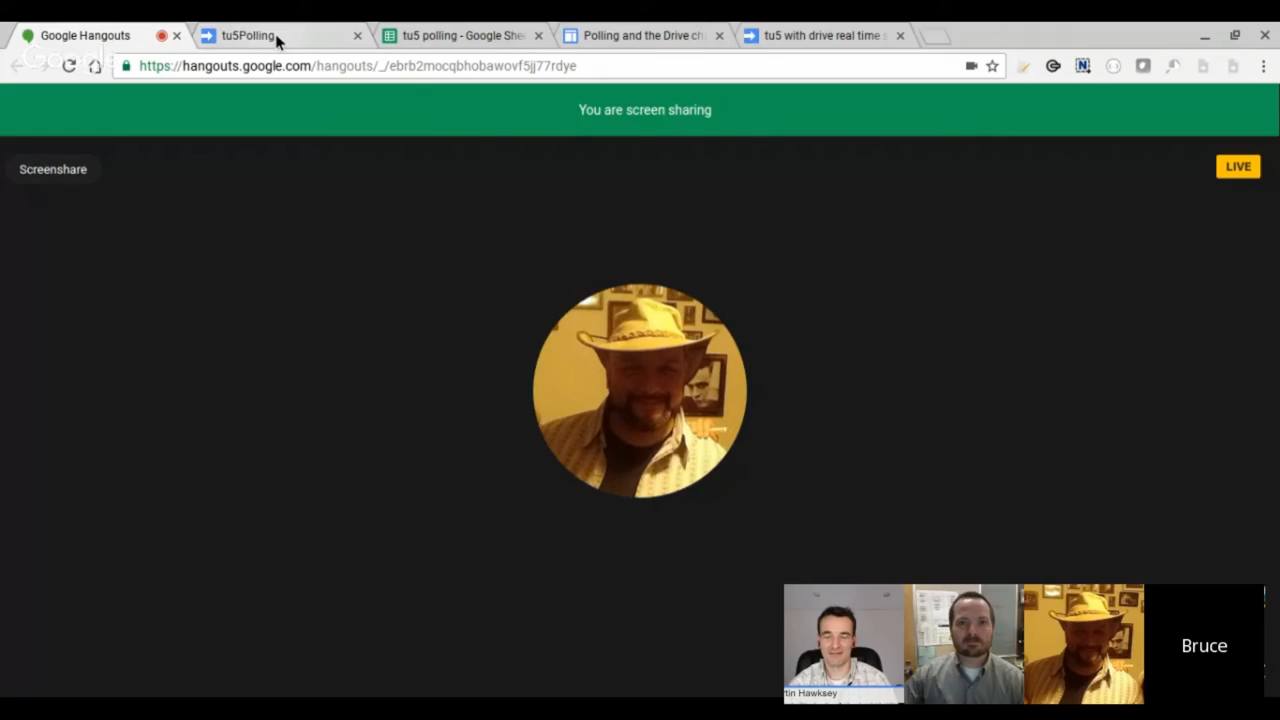 Google Hangouts
tu5Polling
tu5 polling - Google She
Polling and the Drive ch
tu5 with drive real time s
Google
https://hangouts.google.com/hangouts/_/ebrb2mocqbhobawovf5jj77rdye
You are screen sharing
Screenshare
LIVE
tin Hawksey
Bruce